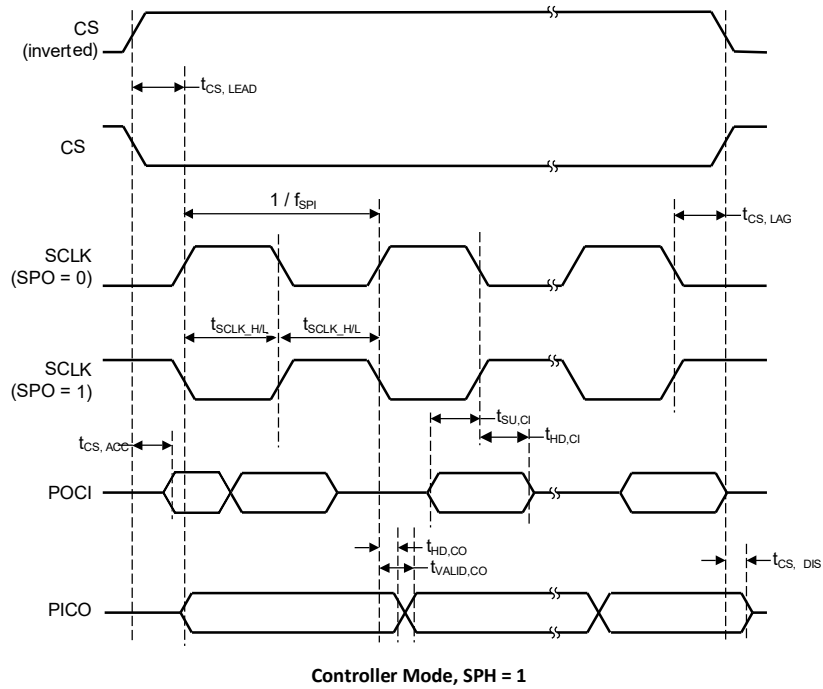 CS
(inverted)
tCS, LEAD
CS
1 / fSPI
tCS, LAG
SCLK
(SPO = 0)
tSCLK_H/L
tSCLK_H/L
SCLK
(SPO = 1)
tSU,CI
tHD,CI
tCS, ACC
POCI
tHD,CO
tVALID,CO
tCS, DIS
PICO
Controller Mode, SPH = 1